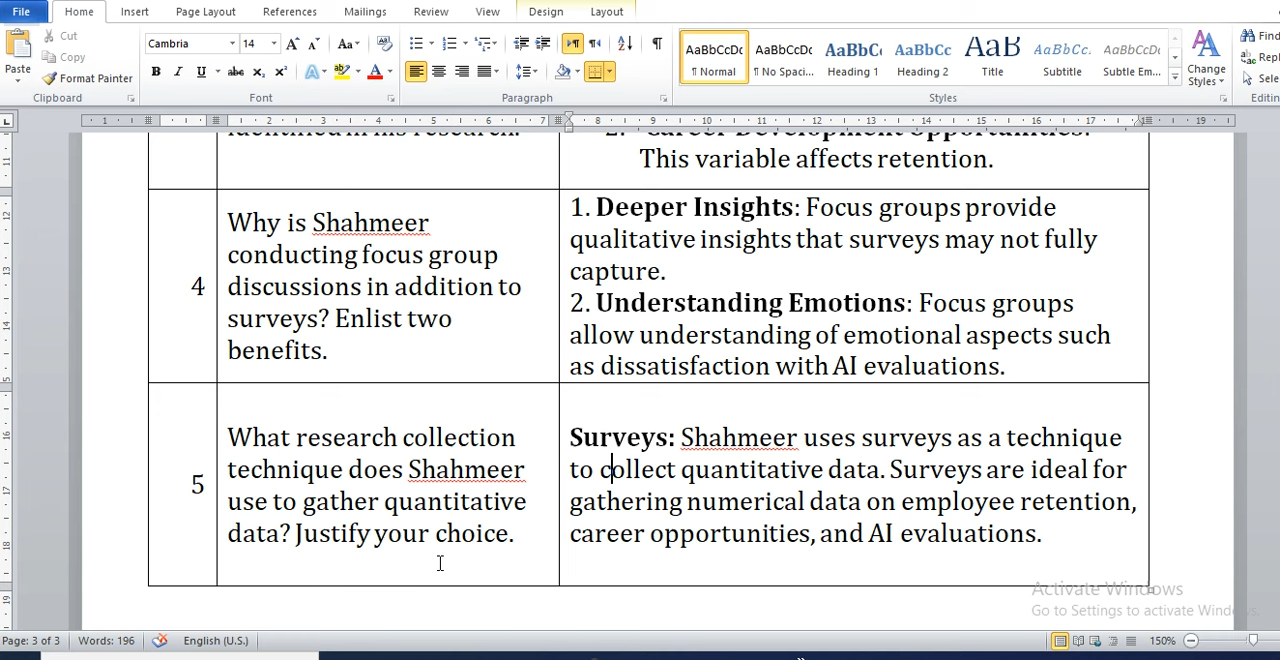 File Home Insert Page Layout References Mailings Review View Design Layout
Cut
Copy
Format Painter
Paste
Clipboard
Cambria 14
Font
Paragraph
AaBbCcDc AaBbCcDc AaBbC AaBbCc AaB AaBbCc. AaBbCcDc
¶ Normal ¶ No Spaci... Heading 1 Heading 2 Title Subtitle Subtle Em...
Change Styles
Styles
This variable affects retention.
4
Why is Shahmeer
conducting focus group
discussions in addition to
surveys? Enlist two
benefits.
1. Deeper Insights: Focus groups provide
qualitative insights that surveys may not fully
capture.
2. Understanding Emotions: Focus groups
allow understanding of emotional aspects such
as dissatisfaction with AI evaluations.
5
What research collection
technique does Shahmeer
use to gather quantitative
data? Justify your choice.
Surveys: Shahmeer uses surveys as a technique
to collect quantitative data. Surveys are ideal for
gathering numerical data on employee retention,
career opportunities, and AI evaluations.
Activate Windows
Go to Settings to activate
Page: 3 of 3 Words: 196 English (U.S.) 150%